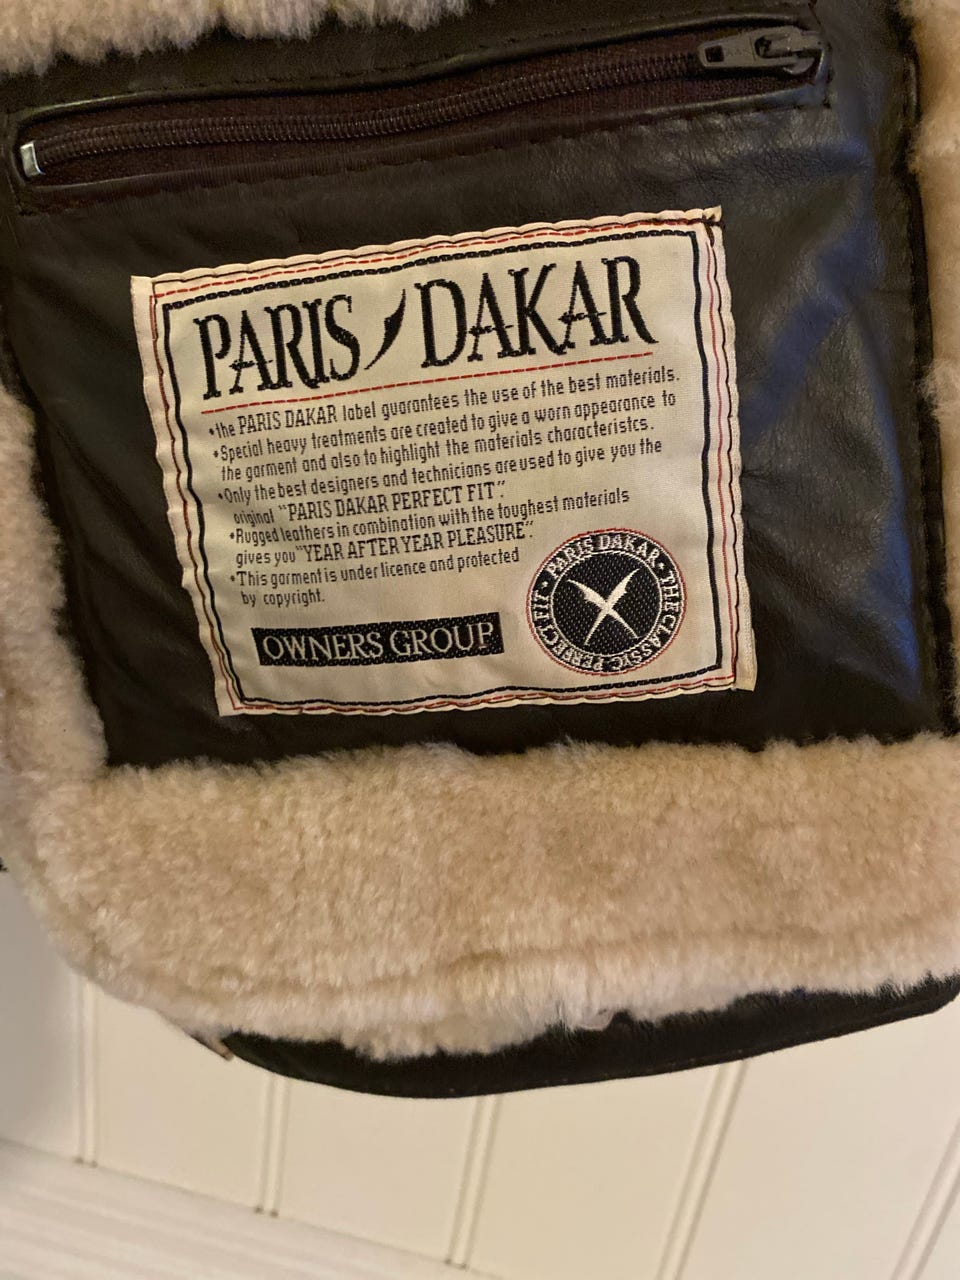 PARIS DAKAR
•the PARIS DAKAR label guarantees the use of the best materials.
•Special heavy treatments are created to give a worn appearance to
the garment and also to highlight the materials characteristcs.
•Only the best designers and technicians are used to give you the
original "PARIS DAKAR PERFECT FIT".
•Rugged leathers in combination with the toughest materials
gives you "YEAR AFTER YEAR PLEASURE".
•This garment is under licence and protected
by copyright.
OWNERS GROUP
PARIS DAKAR • THE CLASSIC PERFECT FIT •